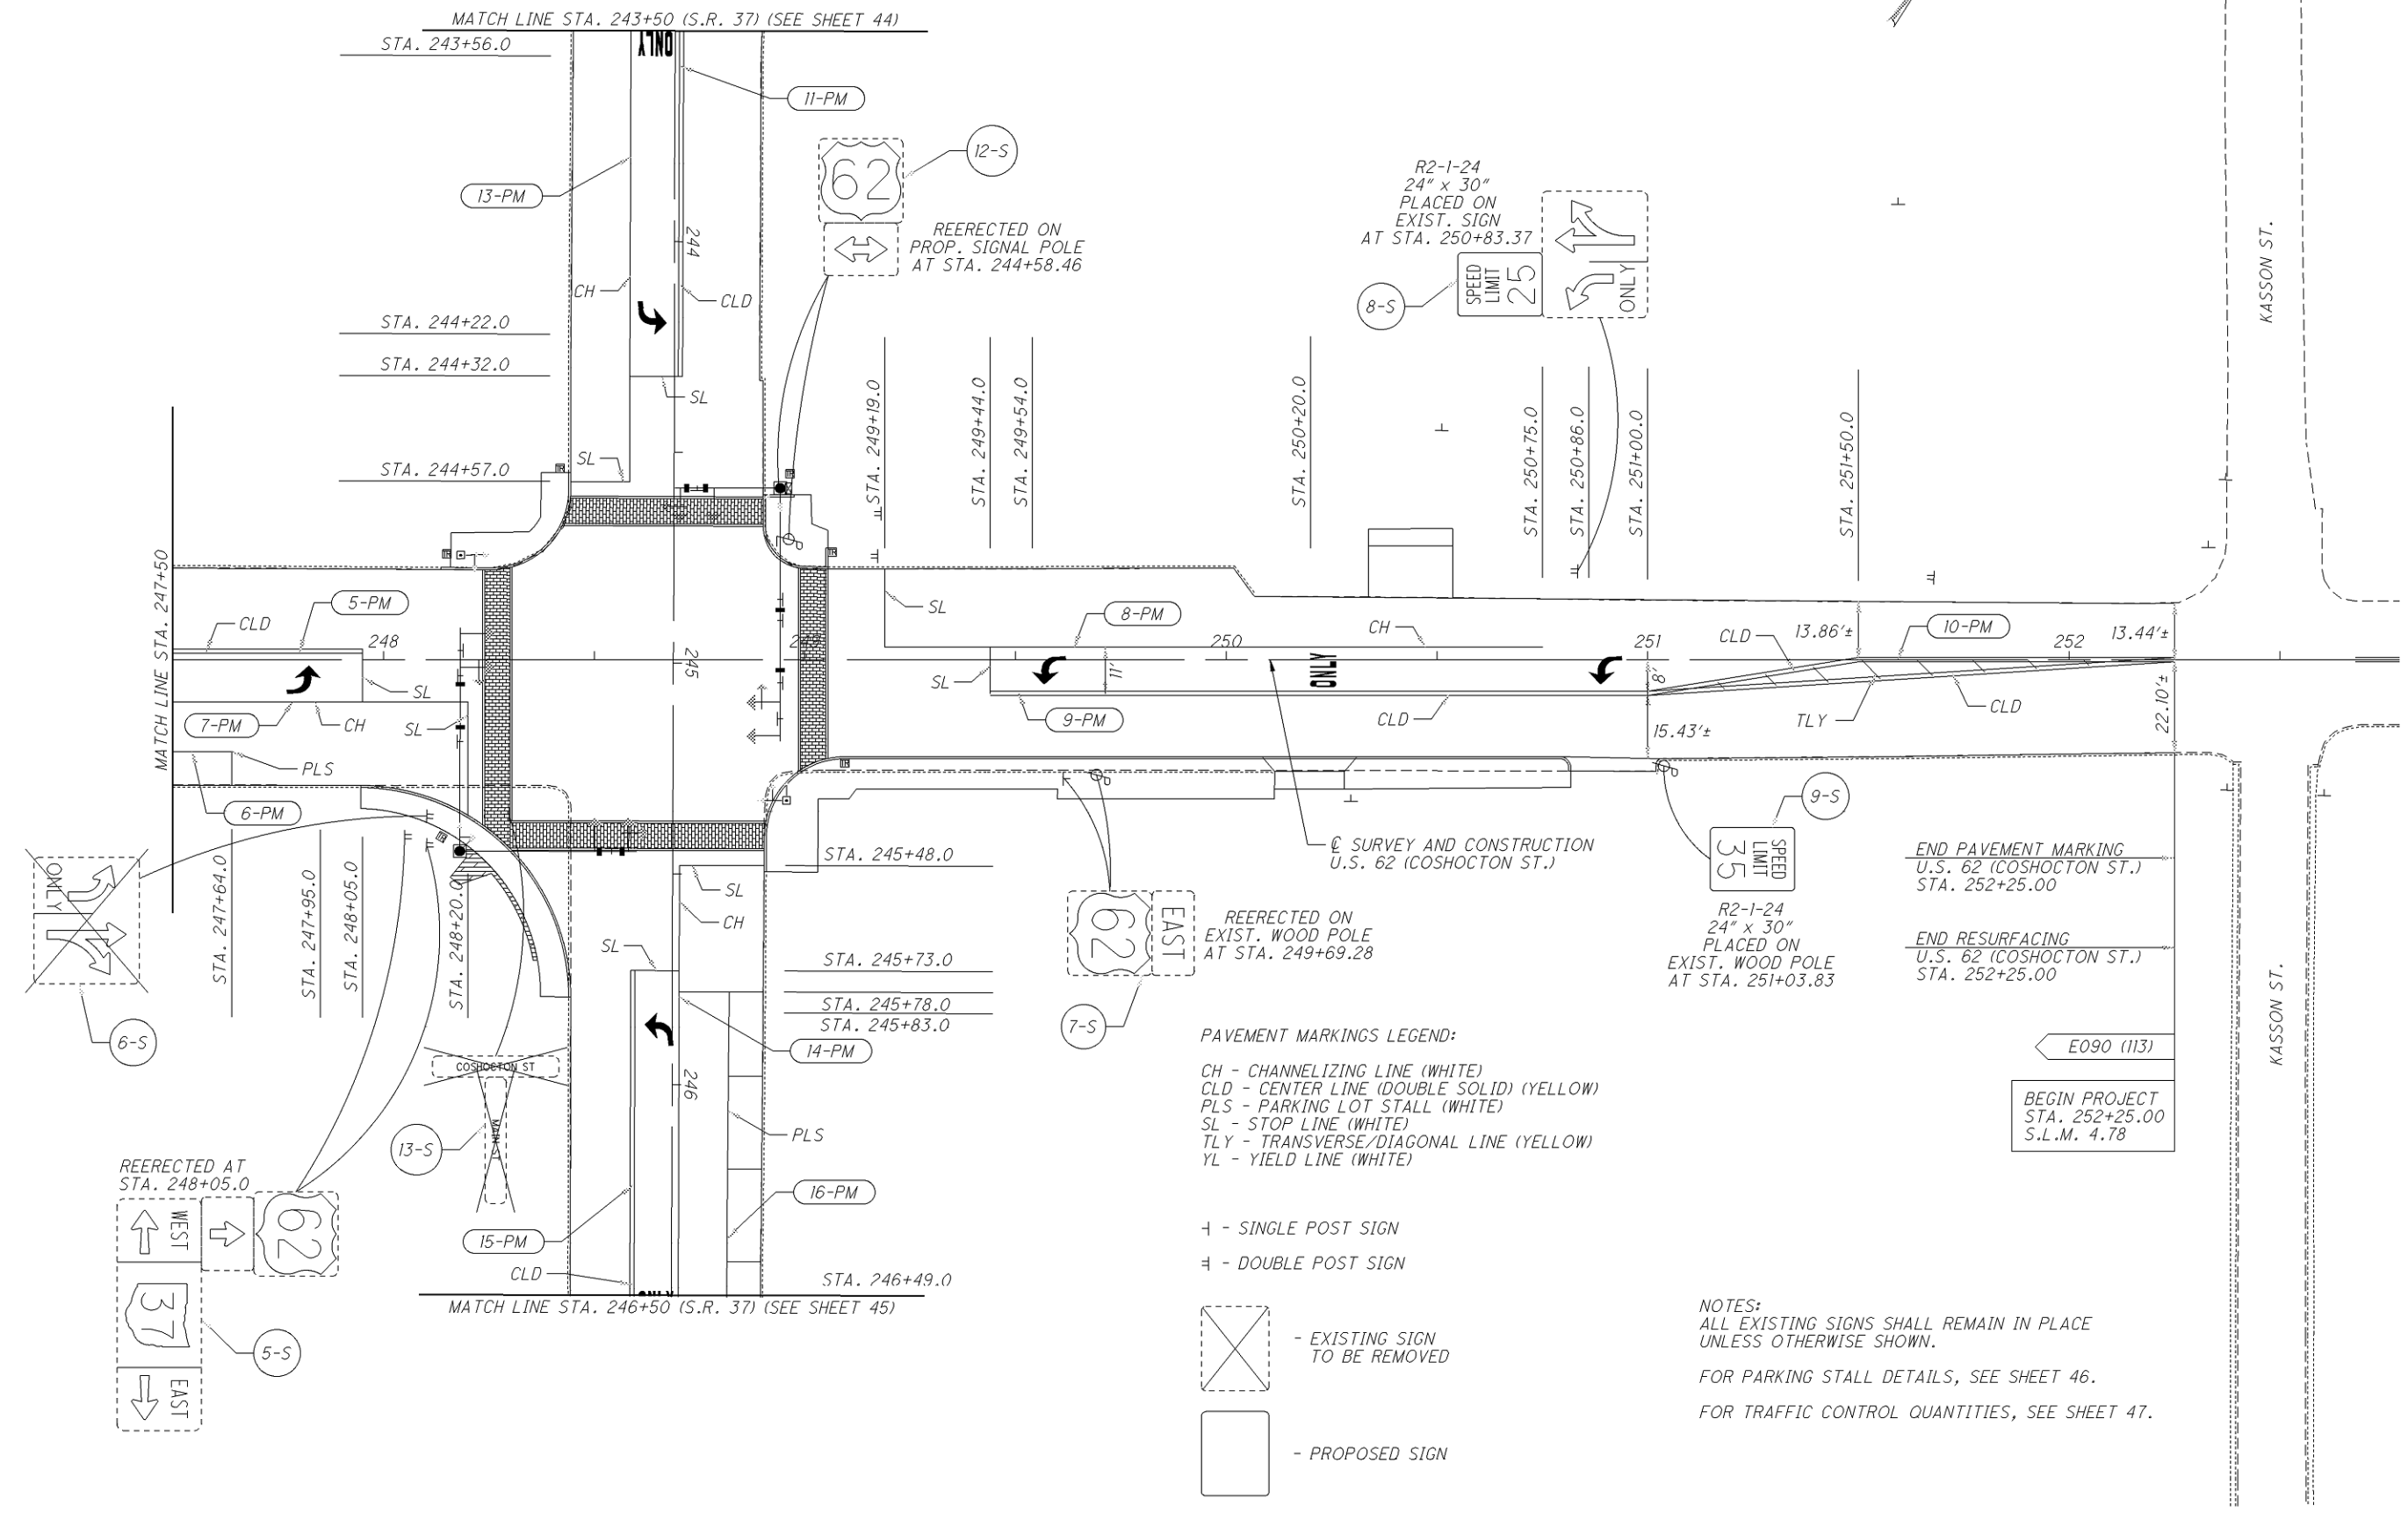 MATCH LINE STA. 243+50 (S.R. 37) (SEE SHEET 44)
STA. 243+56.0
ONLY
11-PM
13-PM
62
12-S
REERECTED ON
PROP. SIGNAL POLE
AT STA. 244+58.46
244
CH
CLD
STA. 244+22.0
STA. 244+32.0
SL
STA. 244+57.0
SL
R2-1-24
24" x 30"
PLACED ON
EXIST. SIGN
AT STA. 250+83.37
SPEED
LIMIT
25
ONLY
8-S
KASSON ST.
STA. 249+19.0
STA. 249+44.0
STA. 249+54.0
STA. 250+20.0
STA. 250+75.0
STA. 250+86.0
STA. 251+00.0
STA. 251+50.0
MATCH LINE STA. 247+50
5-PM
CLD
248
SL
7-PM
CH
SL
PLS
6-PM
245
249
SL
8-PM
CH
250
251
CLD
13.86'±
10-PM
252
13.44'±
SL
11'
ONLY
8'
9-PM
CLD
15.43'±
TLY
CLD
22.10'±
ONLY
6-S
STA. 247+64.0
STA. 247+95.0
STA. 248+05.0
STA. 248+20.0
STA. 245+48.0
SL
CH
SL
STA. 245+73.0
STA. 245+78.0
STA. 245+83.0
14-PM
246
PLS
16-PM
15-PM
CLD
STA. 246+49.0
ONLY
MATCH LINE STA. 246+50 (S.R. 37) (SEE SHEET 45)
COSHOCTON ST
MAIN ST
13-S
REERECTED AT
STA. 248+05.0
WEST
62
37
EAST
5-S
62
EAST
REERECTED ON
EXIST. WOOD POLE
AT STA. 249+69.28
7-S
℄ SURVEY AND CONSTRUCTION
U.S. 62 (COSHOCTON ST.)
9-S
SPEED
LIMIT
35
R2-1-24
24" x 30"
PLACED ON
EXIST. WOOD POLE
AT STA. 251+03.83
END PAVEMENT MARKING
U.S. 62 (COSHOCTON ST.)
STA. 252+25.00
END RESURFACING
U.S. 62 (COSHOCTON ST.)
STA. 252+25.00
E090 (113)
BEGIN PROJECT
STA. 252+25.00
S.L.M. 4.78
KASSON ST.
PAVEMENT MARKINGS LEGEND:
CH - CHANNELIZING LINE (WHITE)
CLD - CENTER LINE (DOUBLE SOLID) (YELLOW)
PLS - PARKING LOT STALL (WHITE)
SL - STOP LINE (WHITE)
TLY - TRANSVERSE/DIAGONAL LINE (YELLOW)
YL - YIELD LINE (WHITE)
- SINGLE POST SIGN
- DOUBLE POST SIGN
- EXISTING SIGN
TO BE REMOVED
- PROPOSED SIGN
NOTES:
ALL EXISTING SIGNS SHALL REMAIN IN PLACE
UNLESS OTHERWISE SHOWN.
FOR PARKING STALL DETAILS, SEE SHEET 46.
FOR TRAFFIC CONTROL QUANTITIES, SEE SHEET 47.